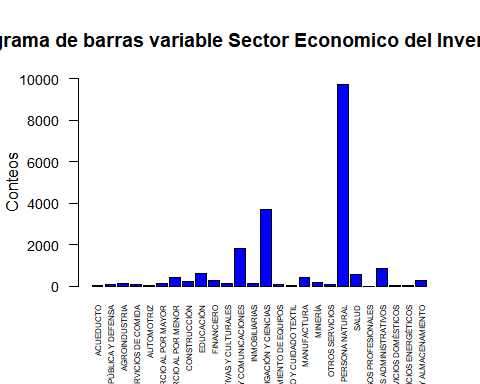 grama de barras variable Sector Economico del Inver
Conteos
10000
8000
6000
4000
2000
0
ACUEDUCTO
PÚBLICA Y DEFENSA
AGROINDUSTRIA
RVICIOS DE COMIDA
AUTOMOTRIZ
RCIO AL POR MAYOR
RCIO AL POR MENOR
CONSTRUCCIÓN
EDUCACIÓN
FINANCIERO
TIVAS Y CULTURALES
Y COMUNICACIONES
INMOBILIARIAS
IGACIÓN Y CIENCIAS
MIENTO DE EQUIPOS
O Y CUIDADO TEXTIL
MANUFACTURA
MINERÍA
OTROS SERVICIOS
PERSONA NATURAL
SALUD
OS PROFESIONALES
S ADMINISTRATIVOS
VICIOS DOMÉSTICOS
ICIOS ENERGÉTICOS
Y ALMACENAMIENTO